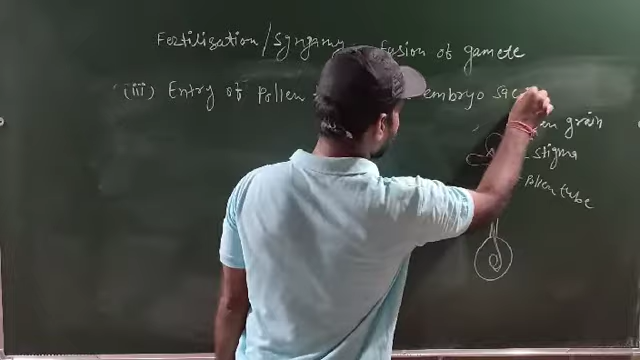 Fertilisation/Syngamy fusion of gamete
(iii) Entry of Pollen embryo sac
grain
stigma
Pollen tube